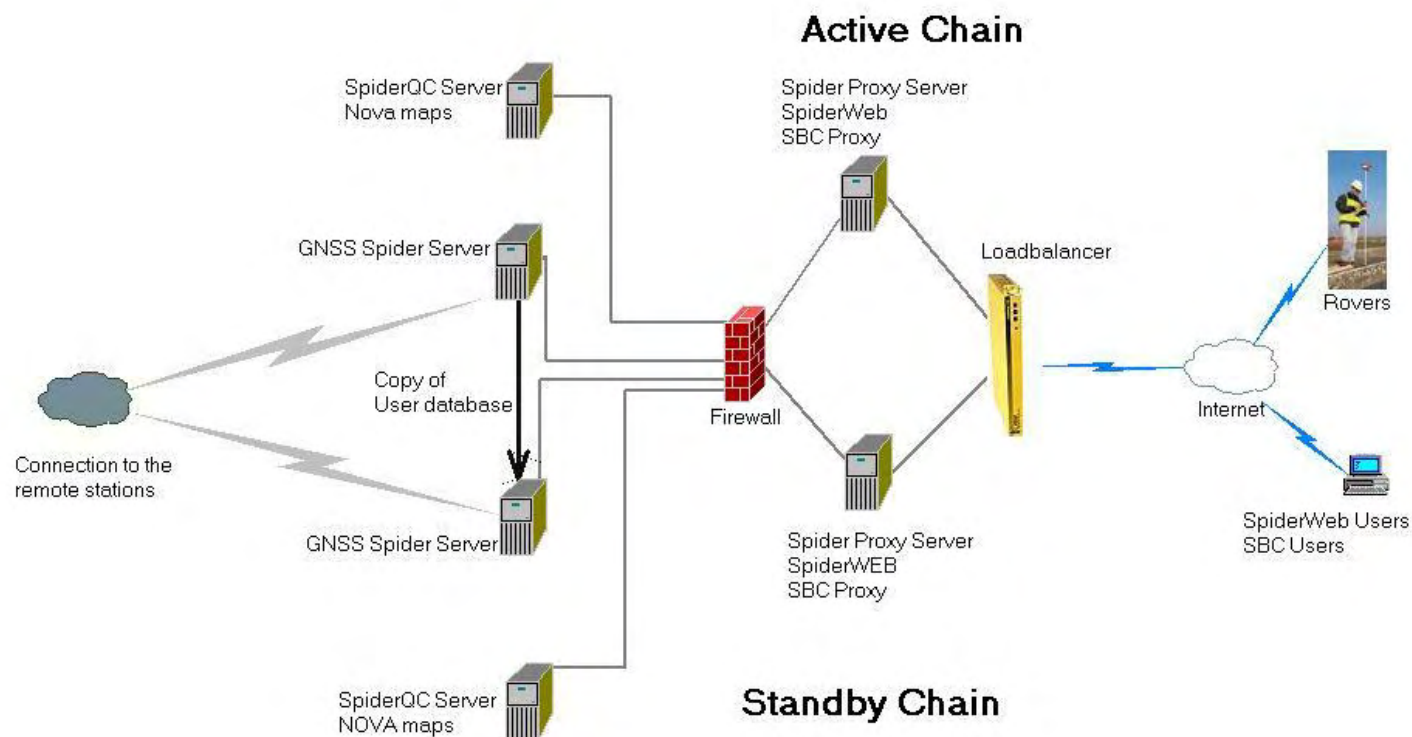 Active Chain
SpiderQC Server
Nova maps
Spider Proxy Server
SpiderWeb
SBC Proxy
GNSS Spider Server
Loadbalancer
Rovers
Copy of
User database
Firewall
Internet
Connection to the
remote stations
GNSS Spider Server
Spider Proxy Server
SpiderWEB
SBC Proxy
SpiderWeb Users
SBC Users
SpiderQC Server
NOVA maps
Standby Chain